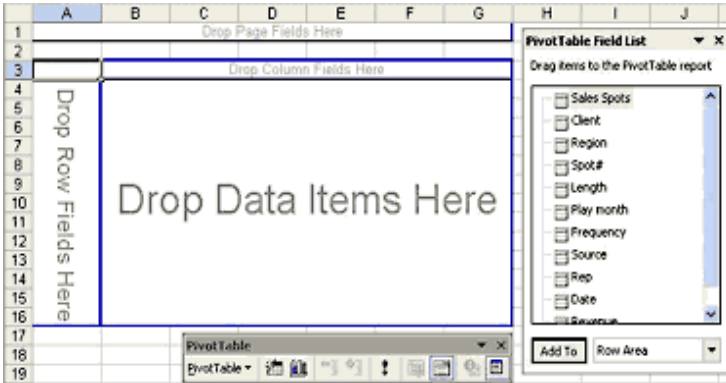 A B C D E F G H I J
1 Drop Page Fields Here
2
3 Drop Column Fields Here
4
5
6
7
8
9
10
11
12
13
14
15
16
17
18
19
Drop Row Fields Here
Drop Data Items Here
PivotTable Field List
Drag items to the PivotTable report
Sales Spots
Client
Region
Spot#
Length
Play month
Frequency
Source
Rep
Date
Revenue
Add To Row Area
PivotTable
PivotTable